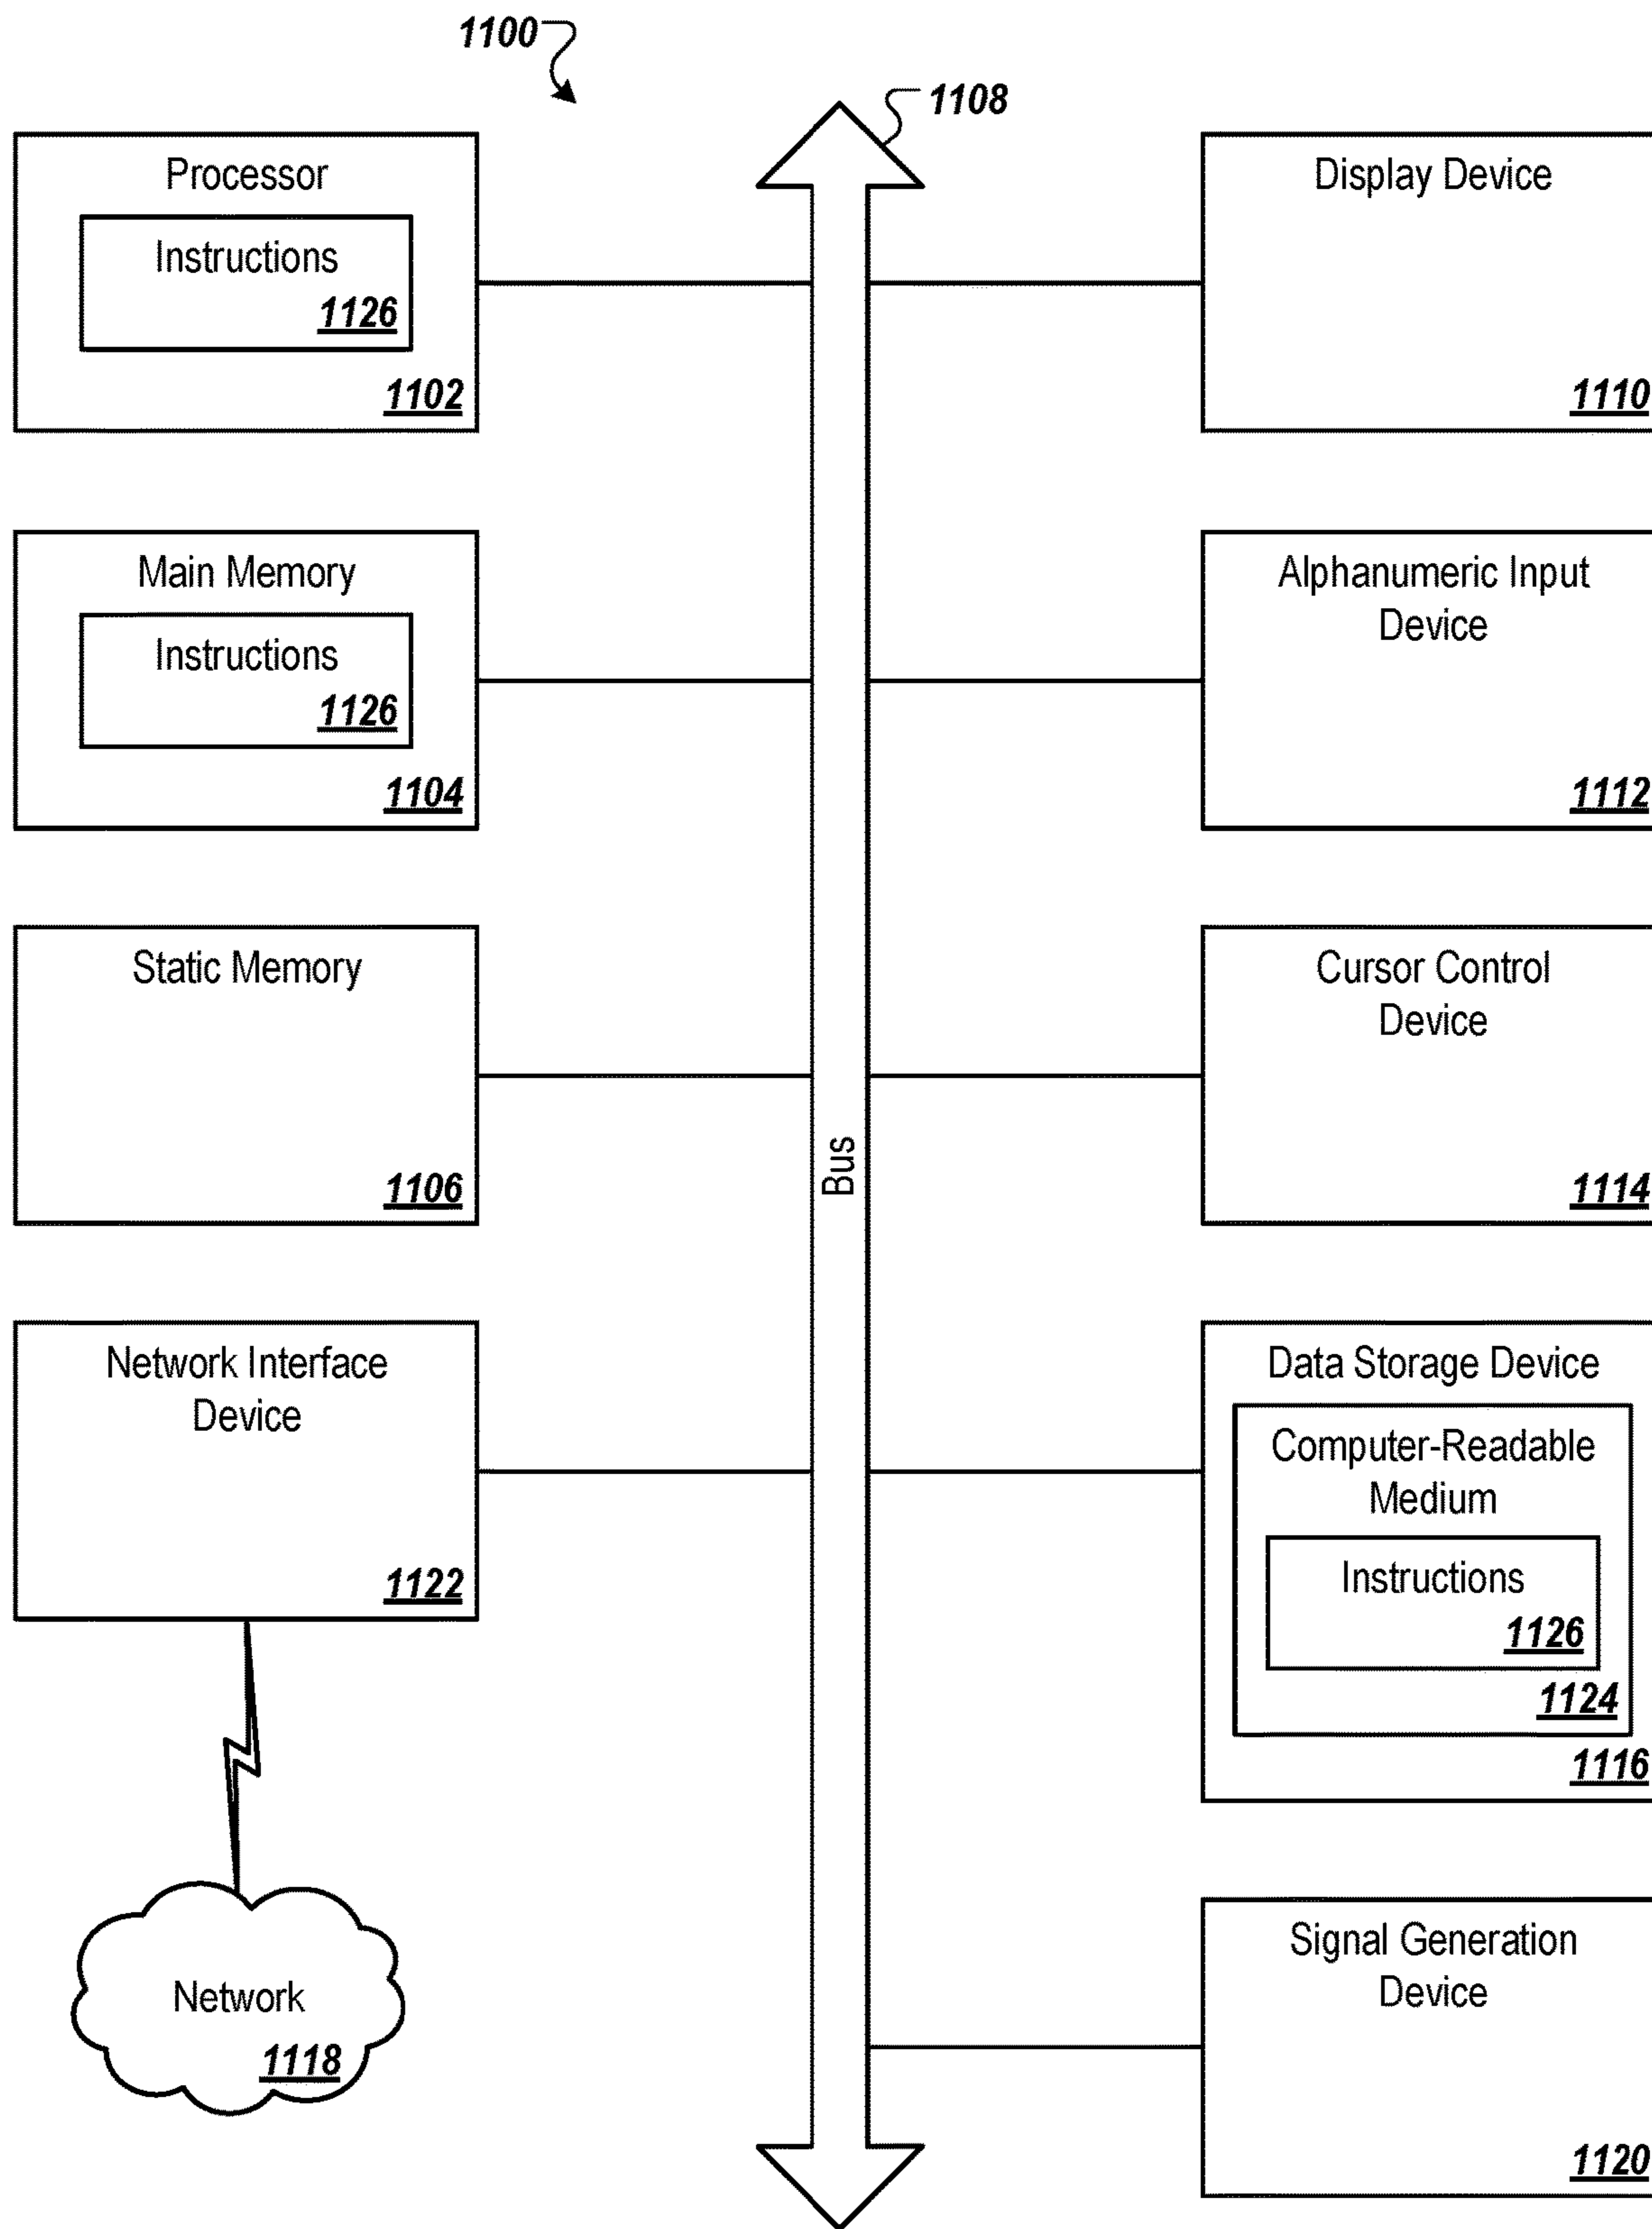 1100
1108
Processor
Instructions
1126
1102
Display Device
1110
Main Memory
Instructions
1126
1104
Alphanumeric Input
Device
1112
Static Memory
1106
Cursor Control
Device
1114
Bus
Network Interface
Device
1122
Data Storage Device
Computer-Readable
Medium
Instructions
1126
1124
1116
Network
1118
Signal Generation
Device
1120